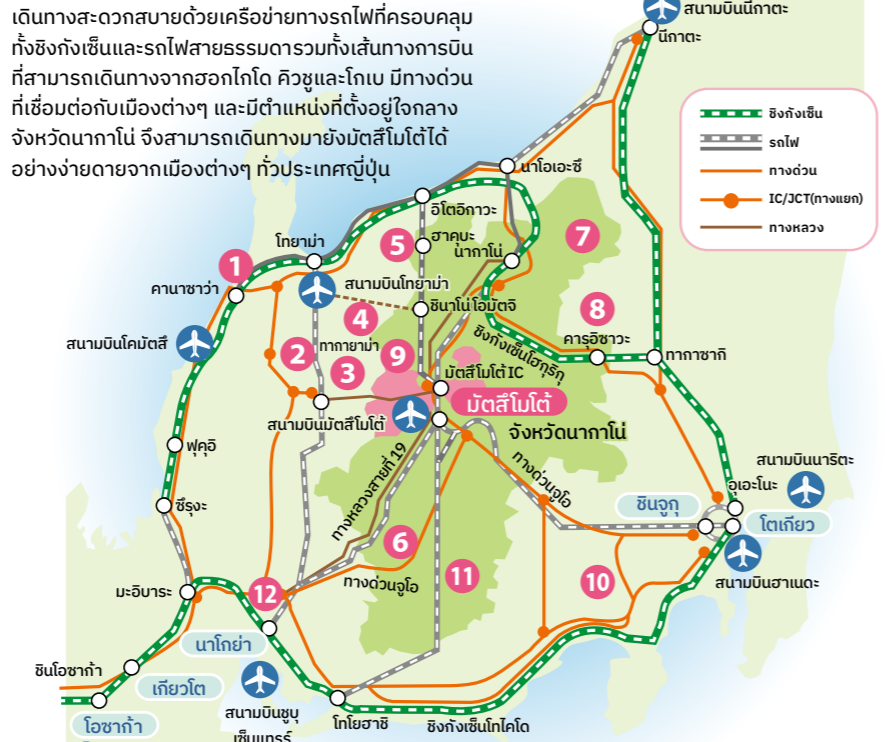 เดินทางสะดวกสบายด้วยเครือข่ายทางรถไฟที่ครอบคลุม
ทั้งชิงกังเซ็นและรถไฟสายธรรมดารวมทั้งเส้นทางการบิน
ที่สามารถเดินทางจากฮอกไกโด คิวชูและโกเบ มีทางด่วน
ที่เชื่อมต่อกับเมืองต่างๆ และมีตำแหน่งที่ตั้งอยู่ใจกลาง
จังหวัดนากาโน่ จึงสามารถเดินทางมายังมัตสึโมโต้ได้
อย่างง่ายดายจากเมืองต่างๆ ทั่วประเทศญี่ปุ่น
สนามบินนีกาตะ
นีกาตะ
ชิงกังเซ็น
รถไฟ
ทางด่วน
IC/JCT(ทางแยก)
ทางหลวง
นาโอเอะซึ
อิโตอิกาวะ
5
ฮาคุบะ
นากาโน่
7
โทยาม่า
1
คานาซาว่า
สนามบินโทยาม่า
4
ชินาโน่ โอมัตจิ
8
คารุอิซาวะ
ทากาซากิ
สนามบินโคมัตสึ
2
ทากายาม่า
3
9
ชิงกังเซ็นโฮกุริกุ
มัตสึโมโต้ IC
มัตสึโมโต้
สนามบินมัตสึโมโต้
จังหวัดนากาโน่
ฟุคุอิ
ทางหลวงสายที่ 19
ทางด่วนจูโอ
สนามบินนาริตะ
อุเอะโนะ
ซึรุงะ
ชินจูกุ
โตเกียว
6
สนามบินฮาเนดะ
ทางด่วนจูโอ
11
10
มะอิบาระ
12
นาโกย่า
ชินโอซาก้า
เกียวโต
โอซาก้า
สนามบินชูบุ
เซ็นแทรร์
โทโยฮาชิ
ชิงกังเซ็นโทไคโด